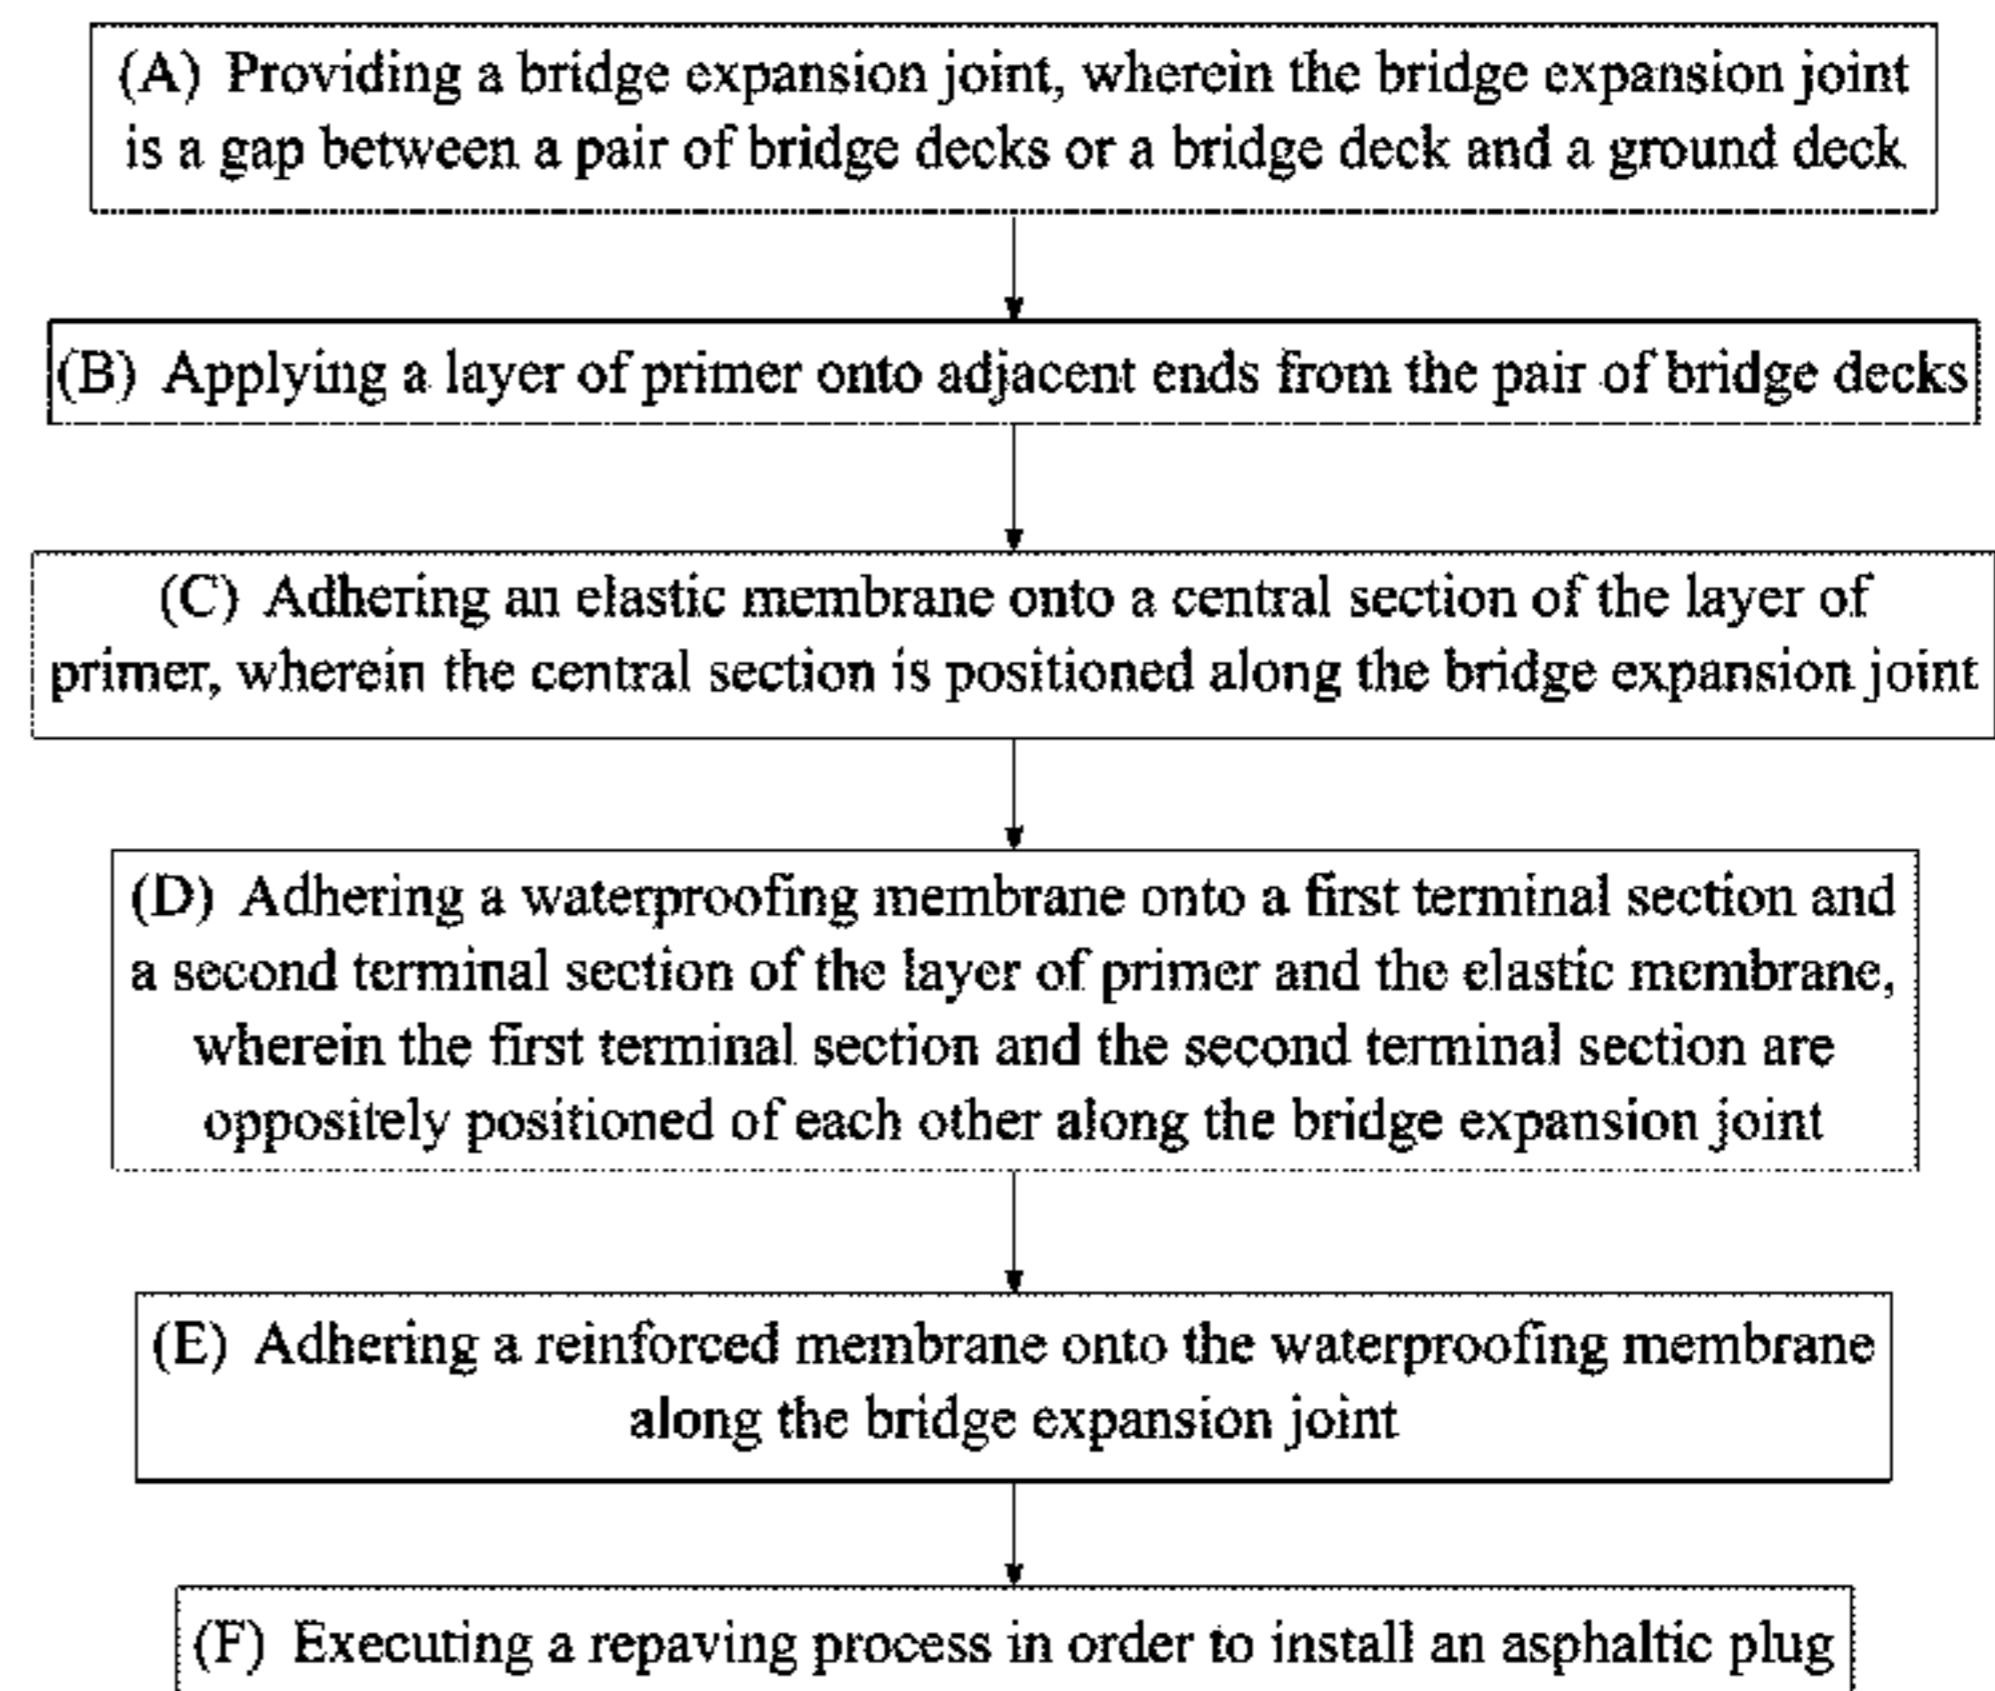 (A) Providing a bridge expansion joint, wherein the bridge expansion joint
is a gap between a pair of bridge decks or a bridge deck and a ground deck
(B) Applying a layer of primer onto adjacent ends from the pair of bridge decks
(C) Adhering an elastic membrane onto a central section of the layer of
primer, wherein the central section is positioned along the bridge expansion joint
(D) Adhering a waterproofing membrane onto a first terminal section and
a second terminal section of the layer of primer and the elastic membrane,
wherein the first terminal section and the second terminal section are
oppositely positioned of each other along the bridge expansion joint
(E) Adhering a reinforced membrane onto the waterproofing membrane
along the bridge expansion joint
(F) Executing a repaving process in order to install an asphaltic plug